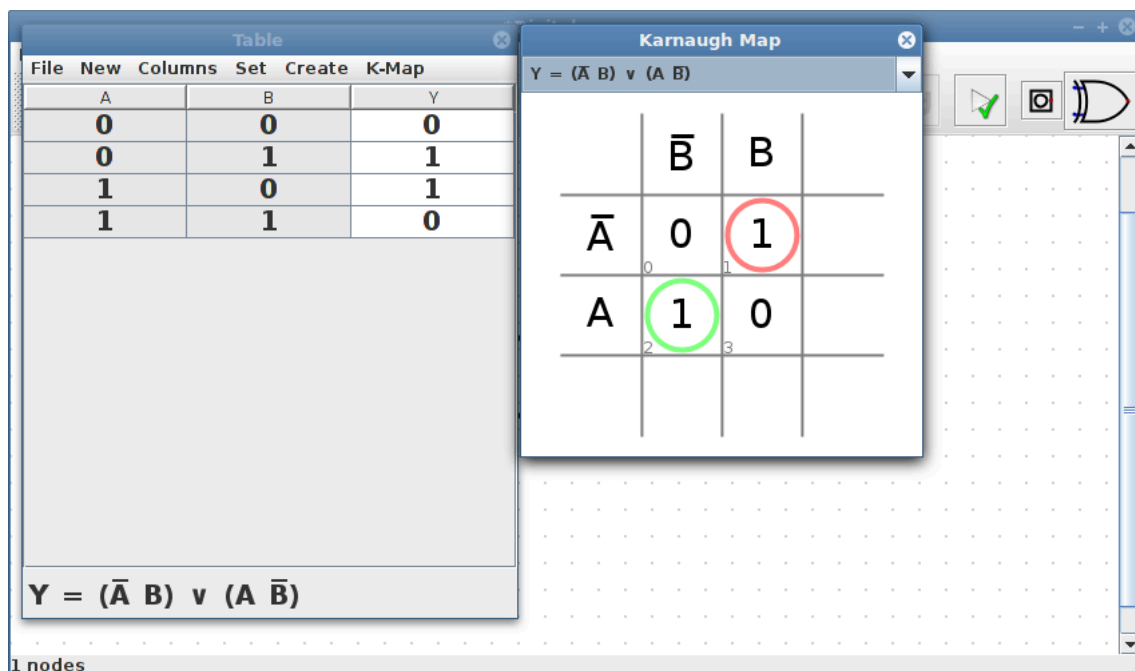 Table
File New Columns Set Create K-Map
A B Y
0 0 0
0 1 1
1 0 1
1 1 0
Y = (A̅ B) ∨ (A B̅)
Karnaugh Map
Y = (A̅ B) ∨ (A B̅)
B̅ B
A̅ 0 1
0 1
A 1 0
2 3
1 nodes